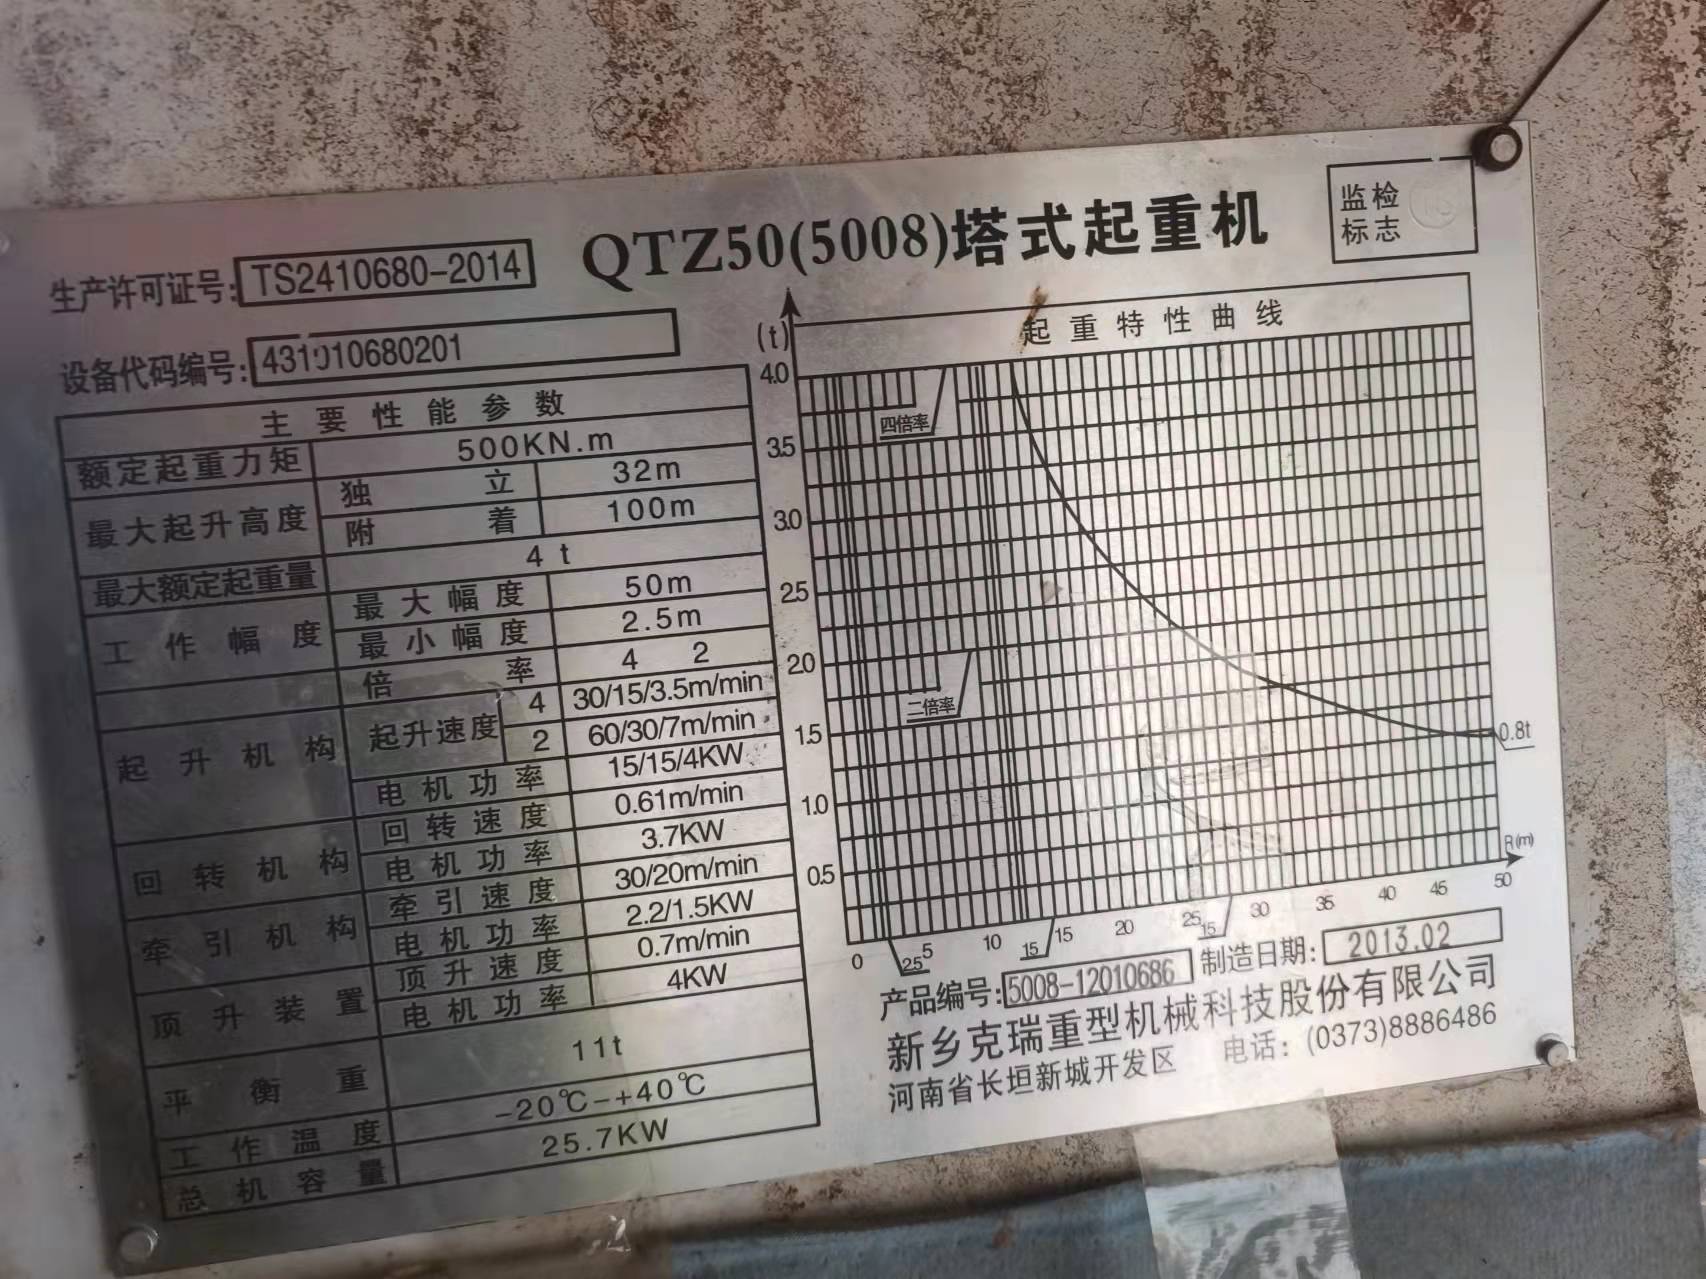 QTZ50(5008)塔式起重机
监检
标志
生产许可证号: TS2410680-2014
设备代码编号: 431010680201
主要性能参数
额定起重力矩 500KN.m
最大起升高度 独立 32m
附着 100m
最大额定起重量 4t
工作幅度 最大幅度 50m
最小幅度 2.5m
起升机构 倍率 4 2
起升速度 4 30/15/3.5m/min
2 60/30/7m/min
电机功率 15/15/4KW
回转机构 回转速度 0.61m/min
电机功率 3.7KW
牵引机构 牵引速度 30/20m/min
电机功率 2.2/1.5KW
顶升装置 顶升速度 0.7m/min
电机功率 4KW
平衡重 11t
工作温度 -20℃-+40℃
总机容量 25.7KW
起重特性曲线
(t)
4.0
四倍率
3.5
3.0
2.5
2.0
二倍率
1.5
0.8t
1.0
0.5
R(m)
0 2.5 5 10 15 15 20 25 15 30 35 40 45 50
产品编号: 5008-12010686 制造日期: 2013.02
新乡克瑞重型机械科技股份有限公司
河南省长垣新城开发区 电话: (0373)8886486